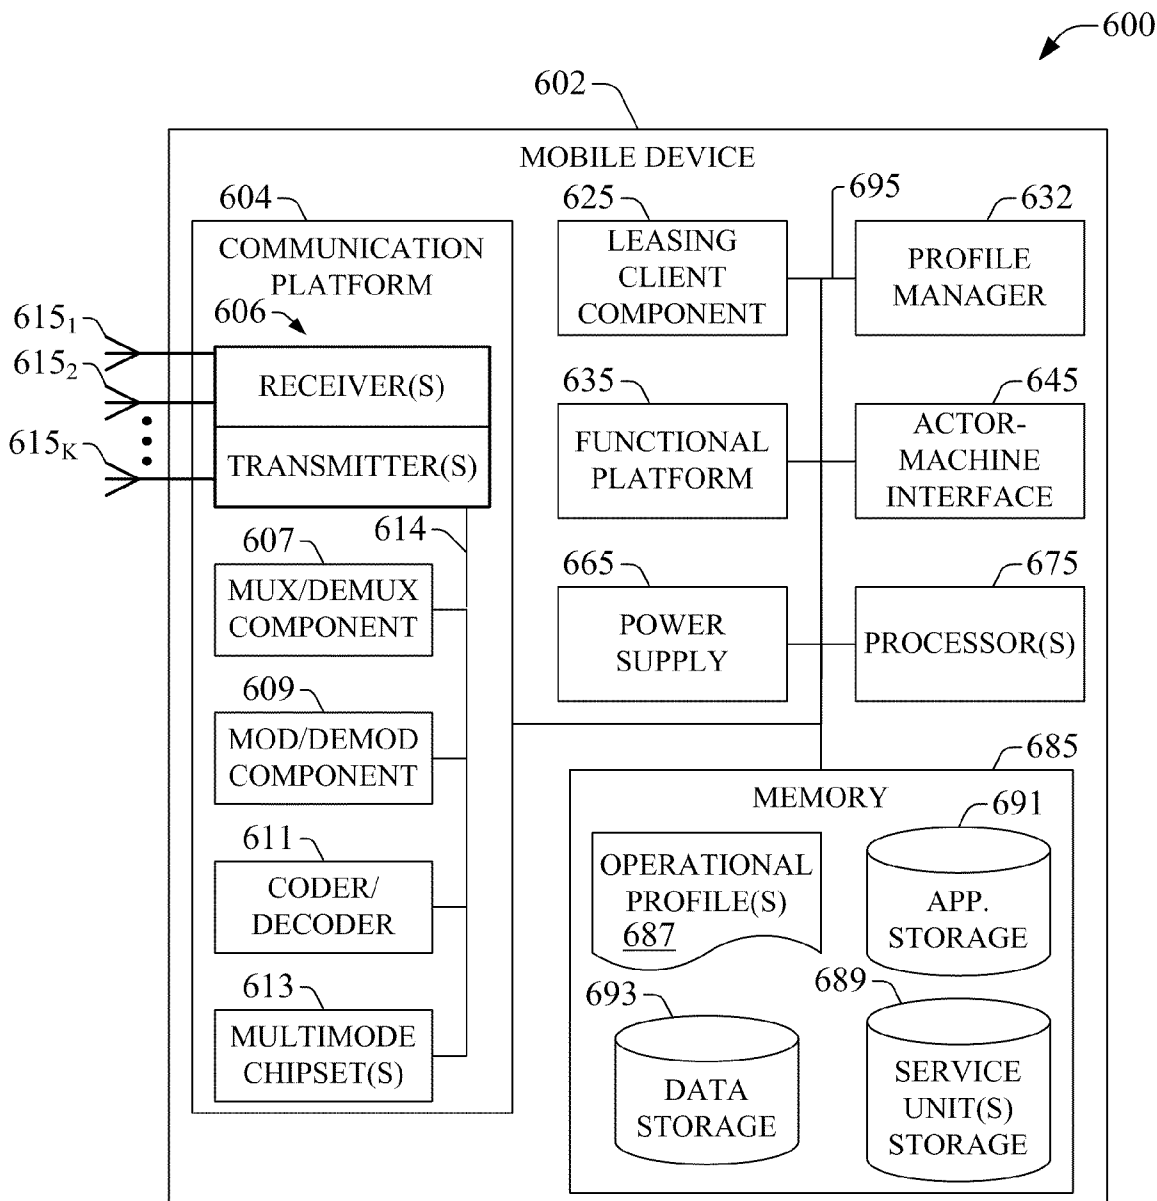 600
602
MOBILE DEVICE
604
COMMUNICATION
PLATFORM
606
615₁
615₂
615K
RECEIVER(S)
TRANSMITTER(S)
614
607
MUX/DEMUX
COMPONENT
609
MOD/DEMOD
COMPONENT
611
CODER/
DECODER
613
MULTIMODE
CHIPSET(S)
625
LEASING
CLIENT
COMPONENT
695
632
PROFILE
MANAGER
635
FUNCTIONAL
PLATFORM
645
ACTOR-
MACHINE
INTERFACE
665
POWER
SUPPLY
675
PROCESSOR(S)
685
MEMORY
OPERATIONAL
PROFILE(S)
687
691
APP.
STORAGE
693
DATA
STORAGE
689
SERVICE
UNIT(S)
STORAGE